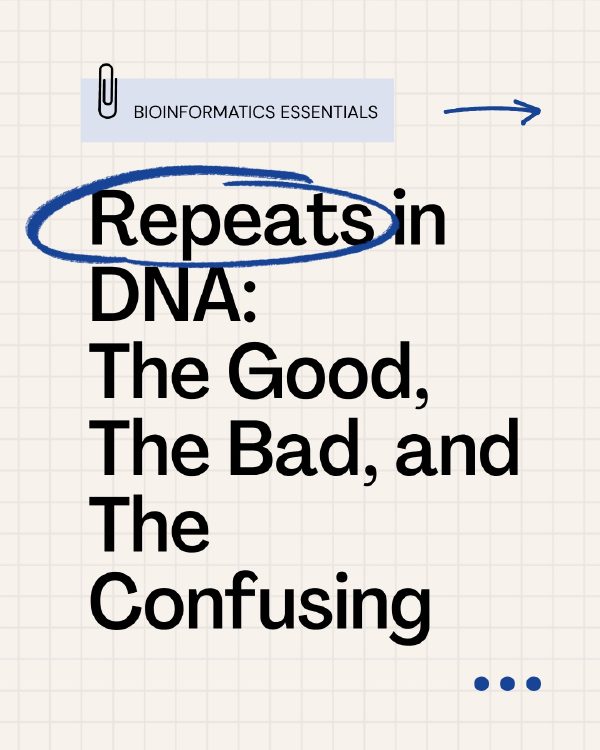 BIOINFORMATICS ESSENTIALS
Repeats in
DNA:
The Good,
The Bad, and
The
Confusing